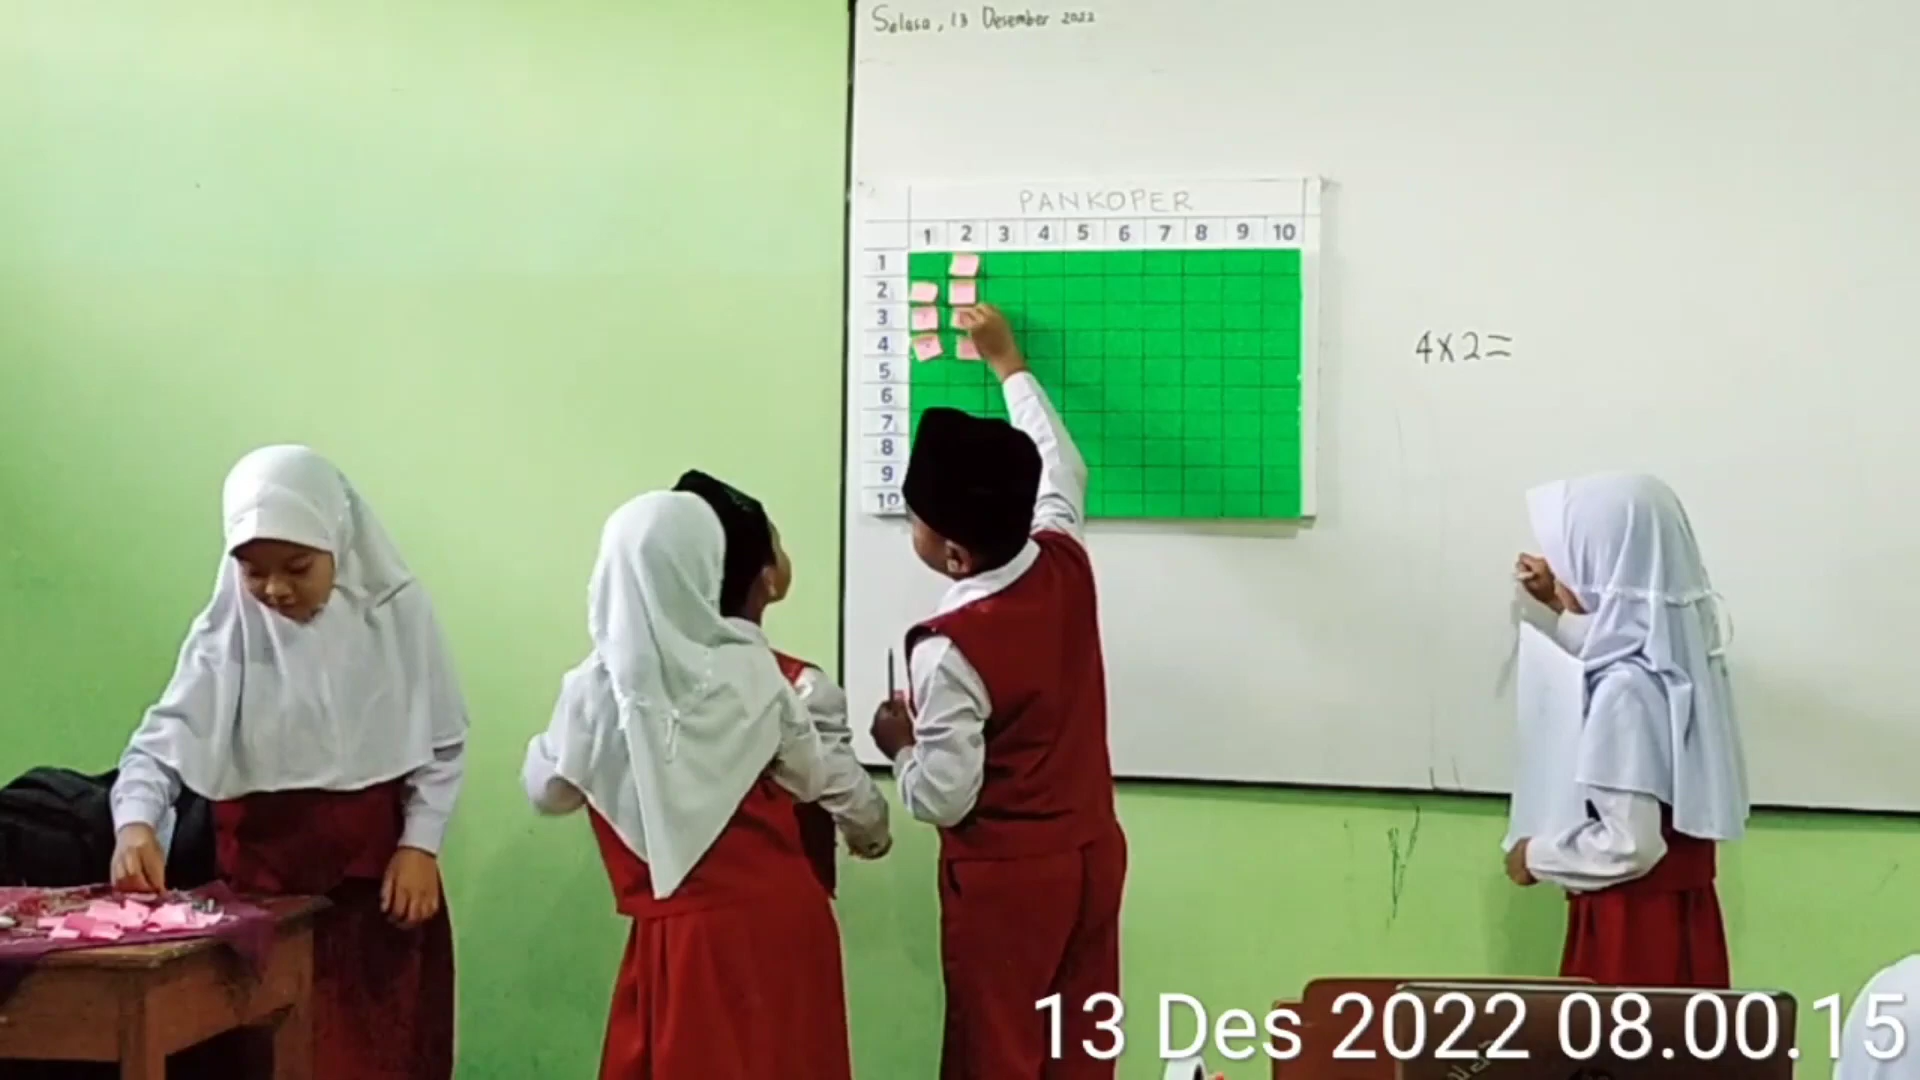 Selasa, 13 Desember 2022
PANKOPER
1 2 3 4 5 6 7 8 9 10
1
2
3
4
5
6
7
8
9
10
4x2=
13 Des 2022 08.00.15